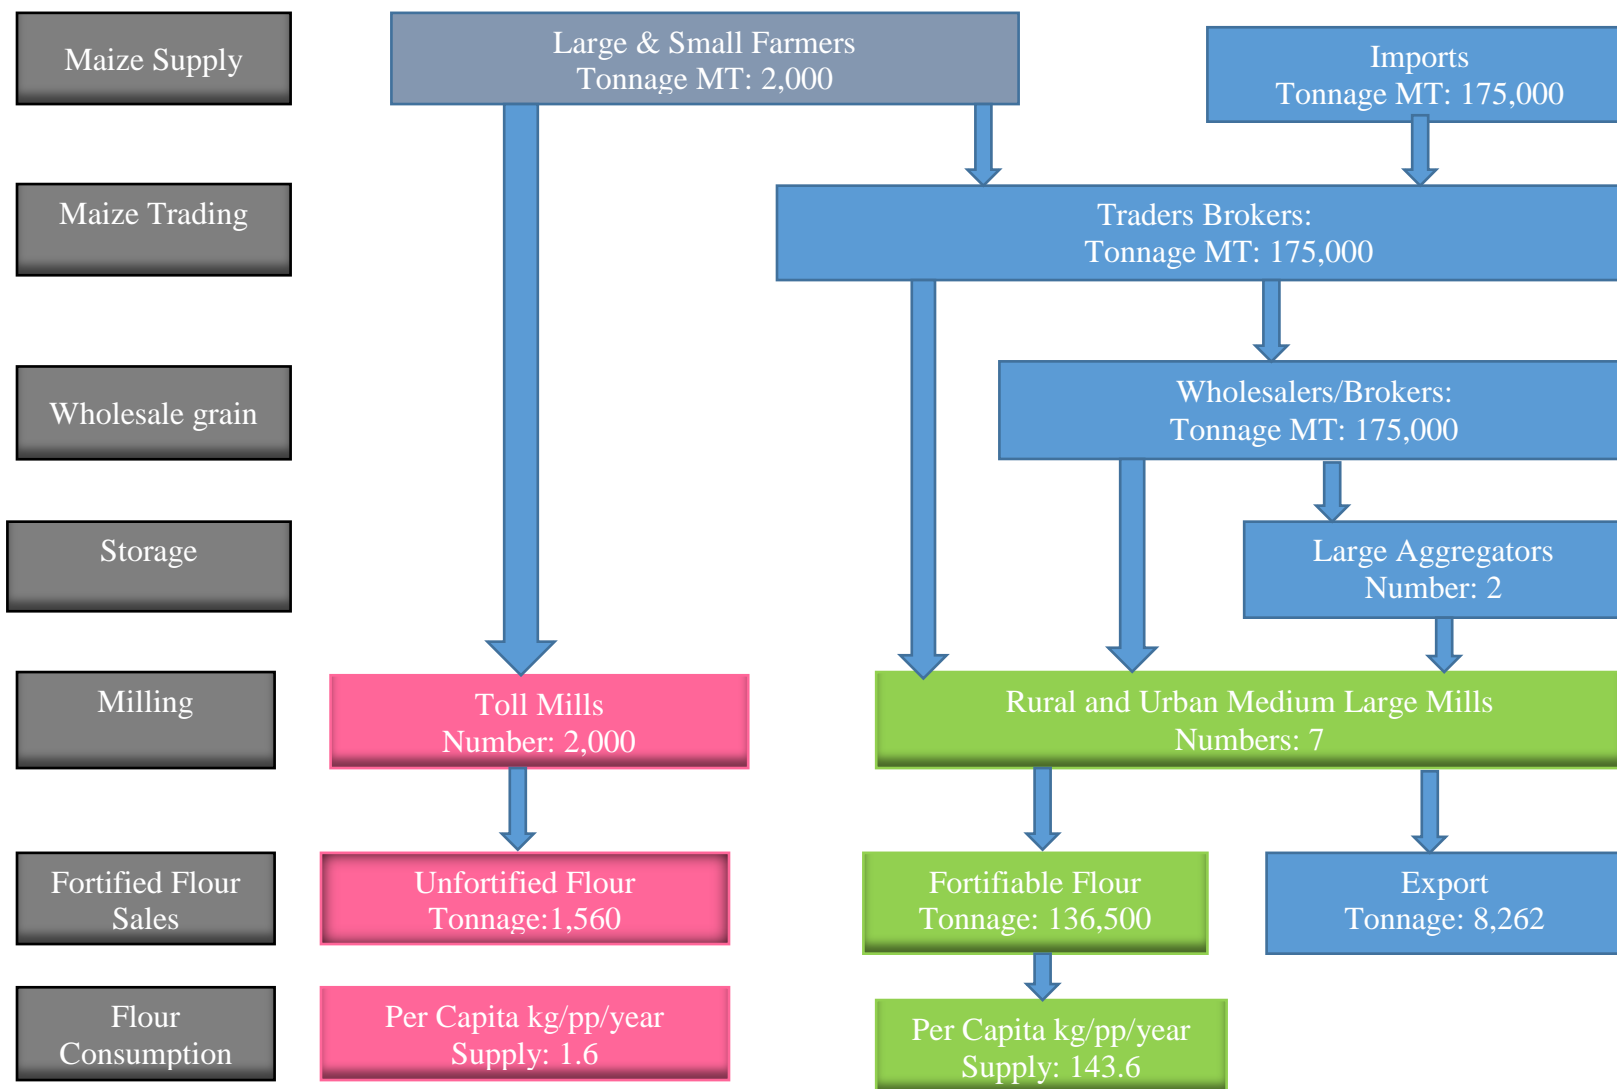 Maize Supply
Large & Small Farmers
Tonnage MT: 2,000
Imports
Tonnage MT: 175,000
Maize Trading
Traders Brokers:
Tonnage MT: 175,000
Wholesale grain
Wholesalers/Brokers:
Tonnage MT: 175,000
Storage
Large Aggregators
Number: 2
Milling
Toll Mills
Number: 2,000
Rural and Urban Medium Large Mills
Numbers: 7
Fortified Flour
Sales
Unfortified Flour
Tonnage:1,560
Fortifiable Flour
Tonnage: 136,500
Export
Tonnage: 8,262
Flour
Consumption
Per Capita kg/pp/year
Supply: 1.6
Per Capita kg/pp/year
Supply: 143.6